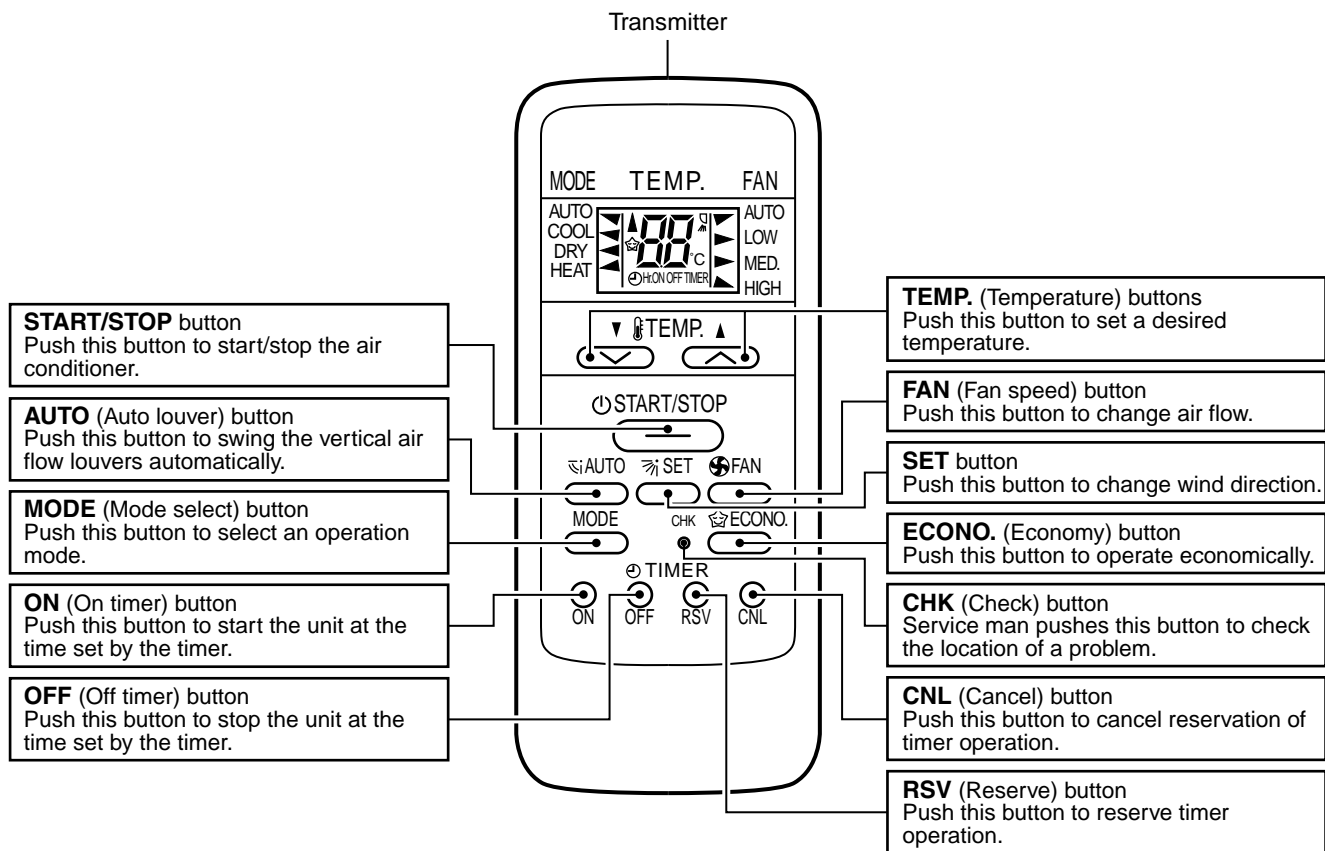 Transmitter
MODE TEMP. FAN
AUTO
COOL
DRY
HEAT
88
°C
Hr.ON OFF TIMER
AUTO
LOW
MED.
HIGH
▼ TEMP. ▲
START/STOP
AUTO SET FAN
MODE CHK ECONO.
TIMER
ON OFF RSV CNL
START/STOP button
Push this button to start/stop the air
conditioner.
AUTO (Auto louver) button
Push this button to swing the vertical air
flow louvers automatically.
MODE (Mode select) button
Push this button to select an operation
mode.
ON (On timer) button
Push this button to start the unit at the
time set by the timer.
OFF (Off timer) button
Push this button to stop the unit at the
time set by the timer.
TEMP. (Temperature) buttons
Push this button to set a desired
temperature.
FAN (Fan speed) button
Push this button to change air flow.
SET button
Push this button to change wind direction.
ECONO. (Economy) button
Push this button to operate economically.
CHK (Check) button
Service man pushes this button to check
the location of a problem.
CNL (Cancel) button
Push this button to cancel reservation of
timer operation.
RSV (Reserve) button
Push this button to reserve timer
operation.